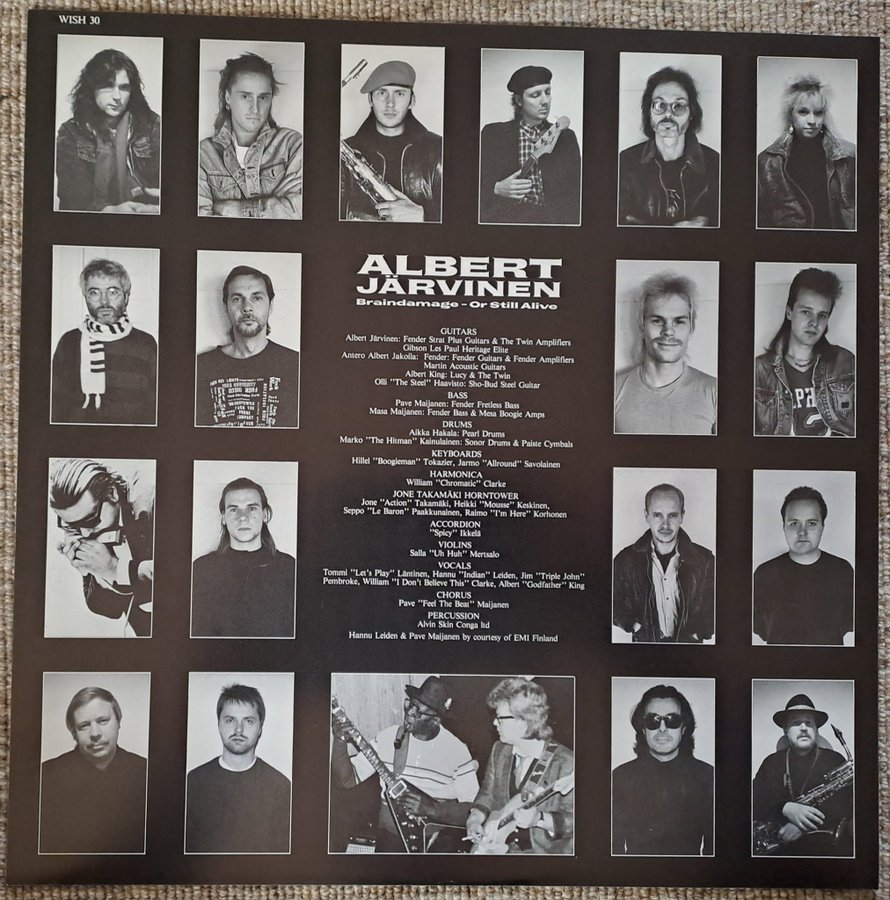 WISH 30
ALBERT
JÄRVINEN
Braindamage - Or Still Alive
GUITARS
Albert Järvinen: Fender Strat Plus Guitars & The Twin Amplifiers
Gibson Les Paul Heritage Elite
Antero Albert Jakoila: Fender: Fender Guitars & Fender Amplifiers
Martin Acoustic Guitars
Albert King: Lucy & The Twin
Olli "The Steel" Haavisto: Sho-Bud Steel Guitar
BASS
Pave Maijanen: Fender Fretless Bass
Masa Maijanen: Fender Bass & Mesa Boogie Amps
DRUMS
Aikka Hakala: Pearl Drums
Marko "The Hitman" Kainulainen: Sonor Drums & Paiste Cymbals
KEYBOARDS
Hillel "Boogieman" Tokazier, Jarmo "Allround" Savolainen
HARMONICA
William "Chromatic" Clarke
JONE TAKAMÄKI HORNTOWER
Jone "Action" Takamäki, Heikki "Mousse" Keskinen,
Seppo "Le Baron" Paakkunainen, Raimo "I'm Here" Korhonen
ACCORDION
"Spicy" Ikkelä
VIOLINS
Salla "Uh Huh" Mertsalo
VOCALS
Tommi "Let's Play" Läntinen, Hannu "Indian" Leiden, Jim "Triple John"
Pembroke, William "I Don't Believe This" Clarke, Albert "Godfather" King
CHORUS
Pave "Feel The Beat" Maijanen
PERCUSSION
Alvin Skin Conga ltd
Hannu Leiden & Pave Maijanen by courtesy of EMI Finland